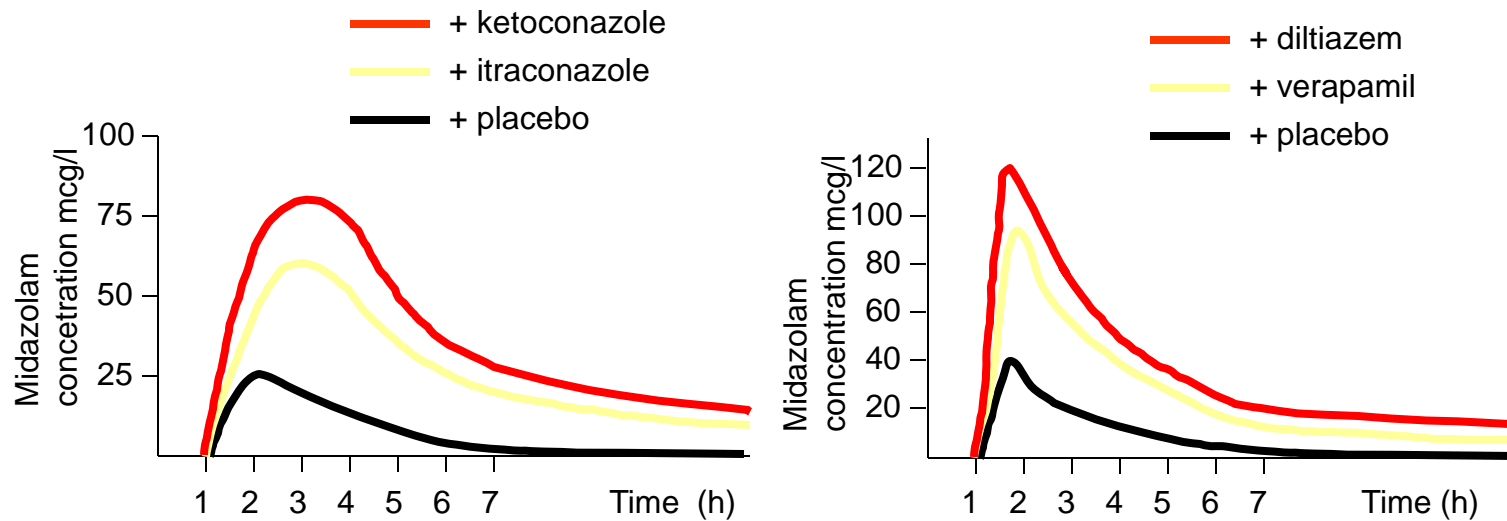 + ketoconazole
+ itraconazole
+ placebo
100
75
50
25
Midazolam
concetration mcg/l
1 2 3 4 5 6 7 Time (h)
+ diltiazem
+ verapamil
+ placebo
120
100
80
60
40
20
Midazolam
concentration mcg/l
1 2 3 4 5 6 7 Time (h)